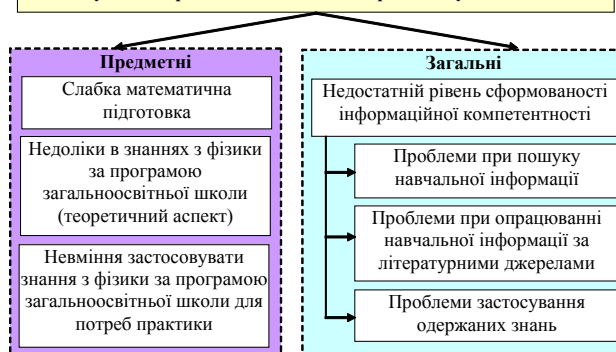 Предметні
Слабка математична
підготовка
Недоліки в знаннях з фізики
за програмою
загальноосвітньої школи
(теоретичний аспект)
Невміння застосовувати
знання з фізики за програмою
загальноосвітньої школи для
потреб практики
Загальні
Недостатній рівень сформованості
інформаційної компетентності
Проблеми при пошуку
навчальної інформації
Проблеми при опрацюванні
навчальної інформації за
літературними джерелами
Проблеми застосування
одержаних знань